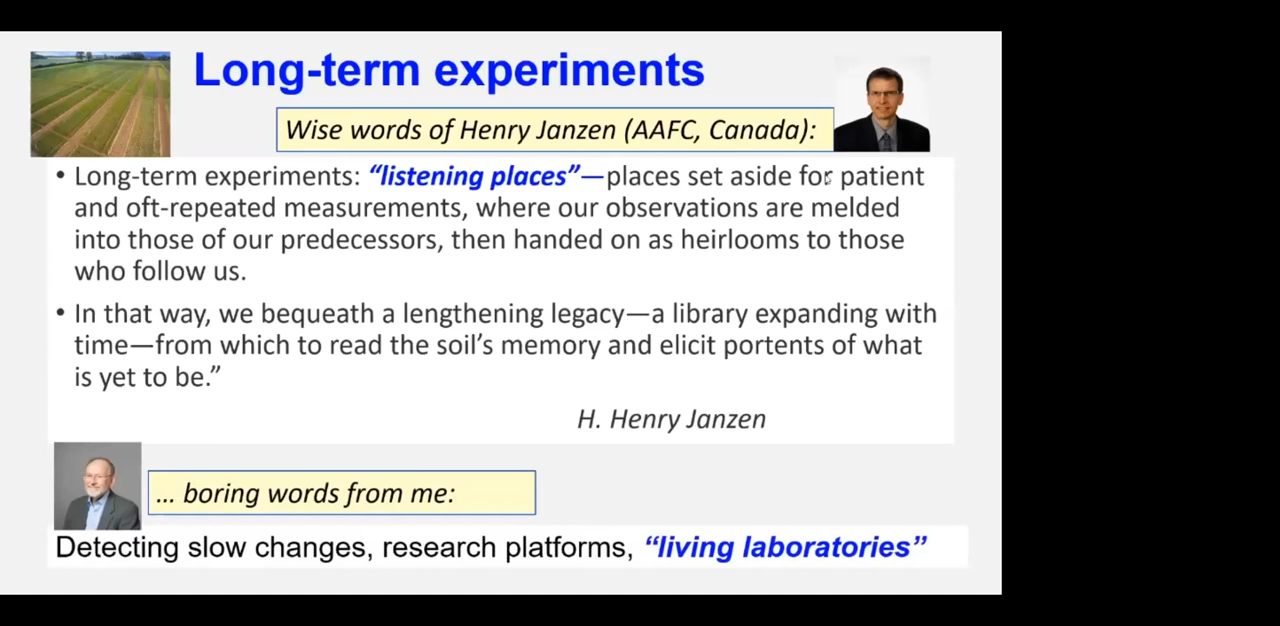 Long-term experiments
Wise words of Henry Janzen (AAFC, Canada):
• Long-term experiments: “listening places”—places set aside for patient
and oft-repeated measurements, where our observations are melded
into those of our predecessors, then handed on as heirlooms to those
who follow us.
• In that way, we bequeath a lengthening legacy—a library expanding with
time—from which to read the soil’s memory and elicit portents of what
is yet to be.”
H. Henry Janzen
... boring words from me:
Detecting slow changes, research platforms, “living laboratories”